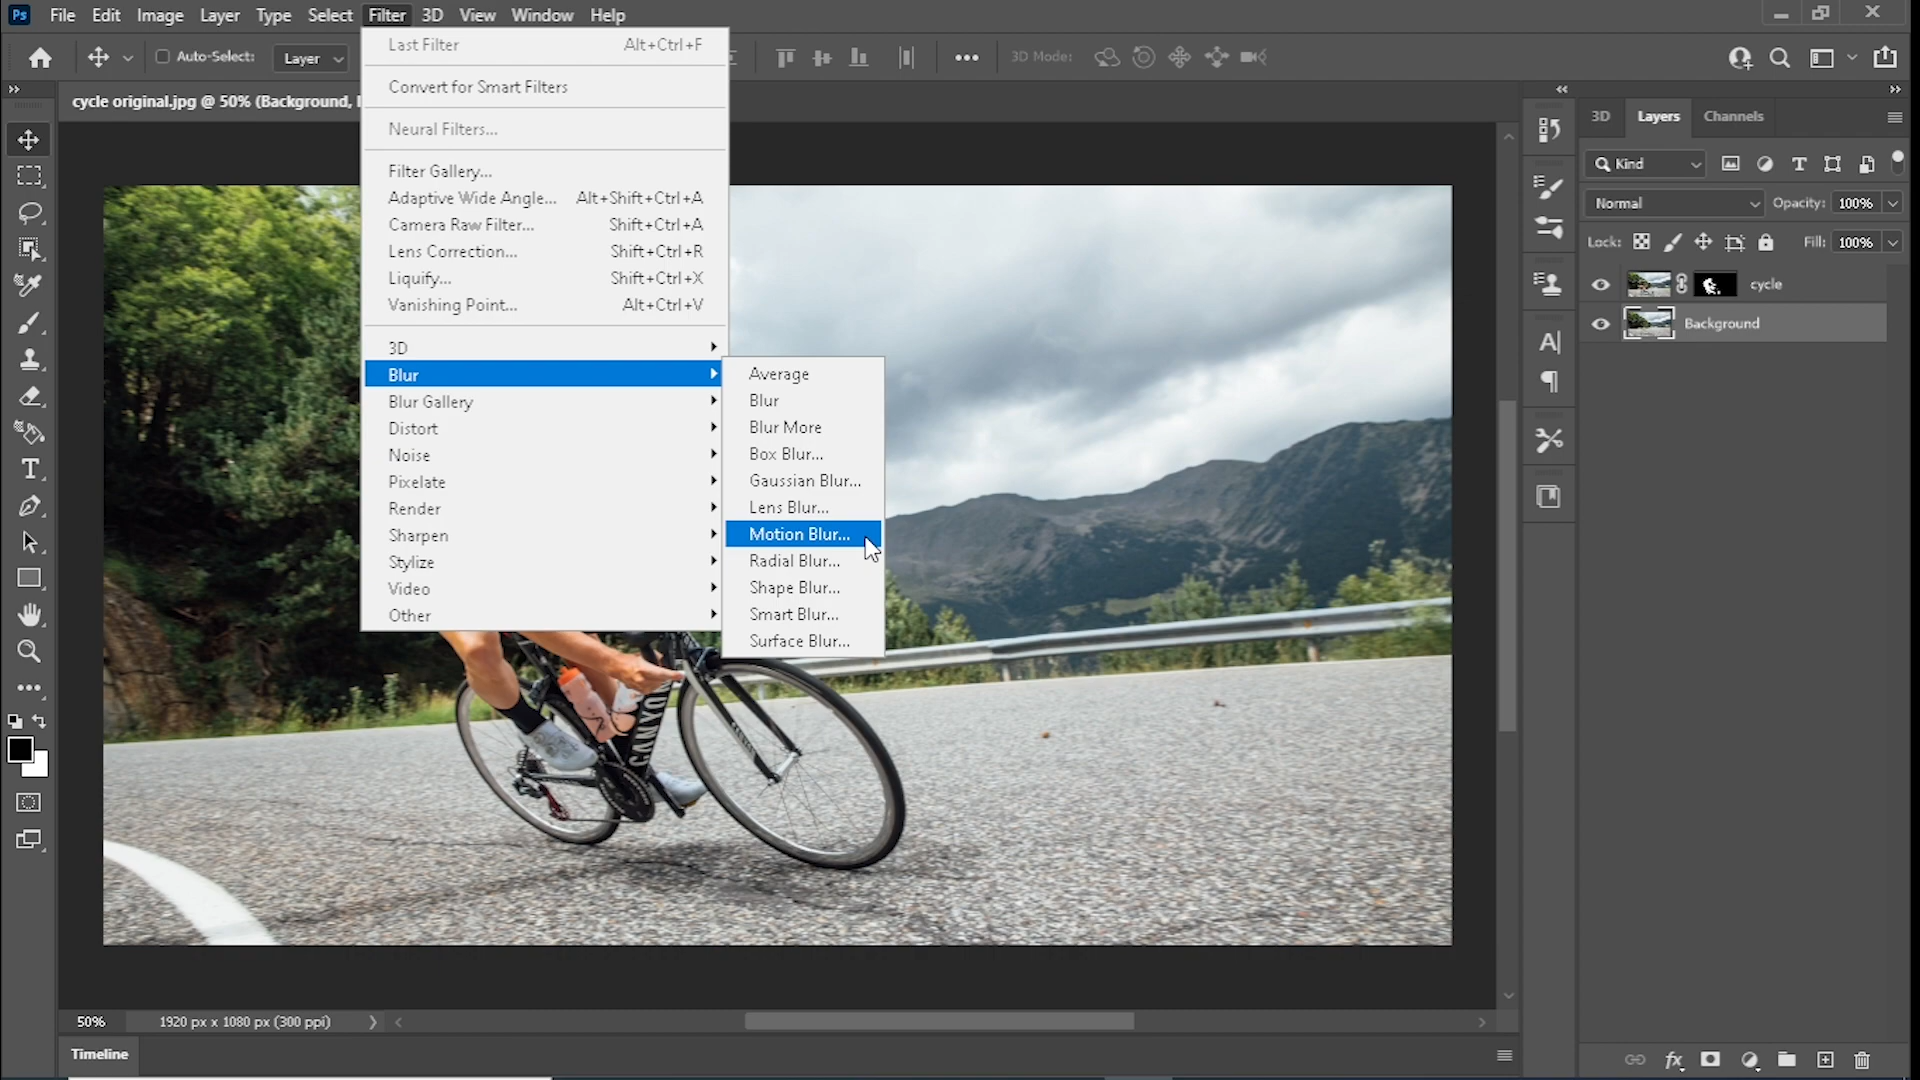 Ps File Edit Image Layer Type Select Filter 3D View Window Help
Auto-Select: Layer 3D Mode:
cycle original.jpg @ 50% (Background,
Last Filter Alt+Ctrl+F
Convert for Smart Filters
Neural Filters...
Filter Gallery...
Adaptive Wide Angle... Alt+Shift+Ctrl+A
Camera Raw Filter... Shift+Ctrl+A
Lens Correction... Shift+Ctrl+R
Liquify... Shift+Ctrl+X
Vanishing Point... Alt+Ctrl+V
3D
Blur
Blur Gallery
Distort
Noise
Pixelate
Render
Sharpen
Stylize
Video
Other
Average
Blur
Blur More
Box Blur...
Gaussian Blur...
Lens Blur...
Motion Blur...
Radial Blur...
Shape Blur...
Smart Blur...
Surface Blur...
CANYON
3D Layers Channels
Kind
Normal Opacity: 100%
Lock: Fill: 100%
cycle
Background
50% 1920 px x 1080 px (300 ppi)
Timeline